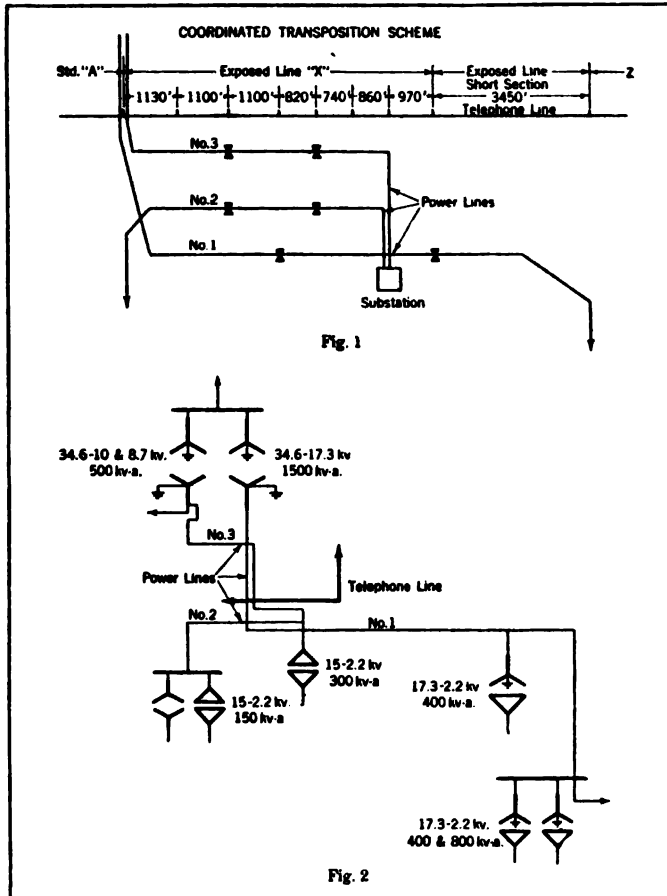 COORDINATED TRANSPOSITION SCHEME
Std. "A" Exposed Line "X" Exposed Line Z
Short Section
1130' 1100' 1100' 820' 740' 860' 970' 3450'
Telephone Line
No.3
No.2
Power Lines
No.1
Substation
Fig. 1
34.6-10 & 8.7 kv. 34.6-17.3 kv
500 kv-a. 1500 kv-a.
No.3
Power Lines
Telephone Line
No.2 No.1
15-2.2 kv
300 kv-a
15-2.2 kv.
150 kv-a
17.3-2.2 kv
400 kv-a.
17.3-2.2 kv.
400 & 800 kv-a.
Fig. 2